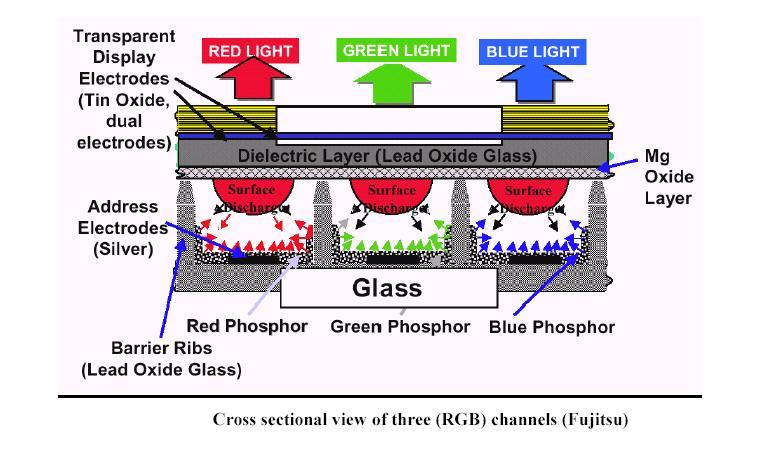 Transparent
Display
Electrodes
(Tin Oxide,
dual
electrodes)
RED LIGHT
GREEN LIGHT
BLUE LIGHT
Dielectric Layer (Lead Oxide Glass)
Mg
Oxide
Layer
Surface
Discharge
Surface
Discharge
Surface
Discharge
Address
Electrodes
(Silver)
Glass
Red Phosphor
Green Phosphor
Blue Phosphor
Barrier Ribs
(Lead Oxide Glass)
Cross sectional view of three (RGB) channels (Fujitsu)